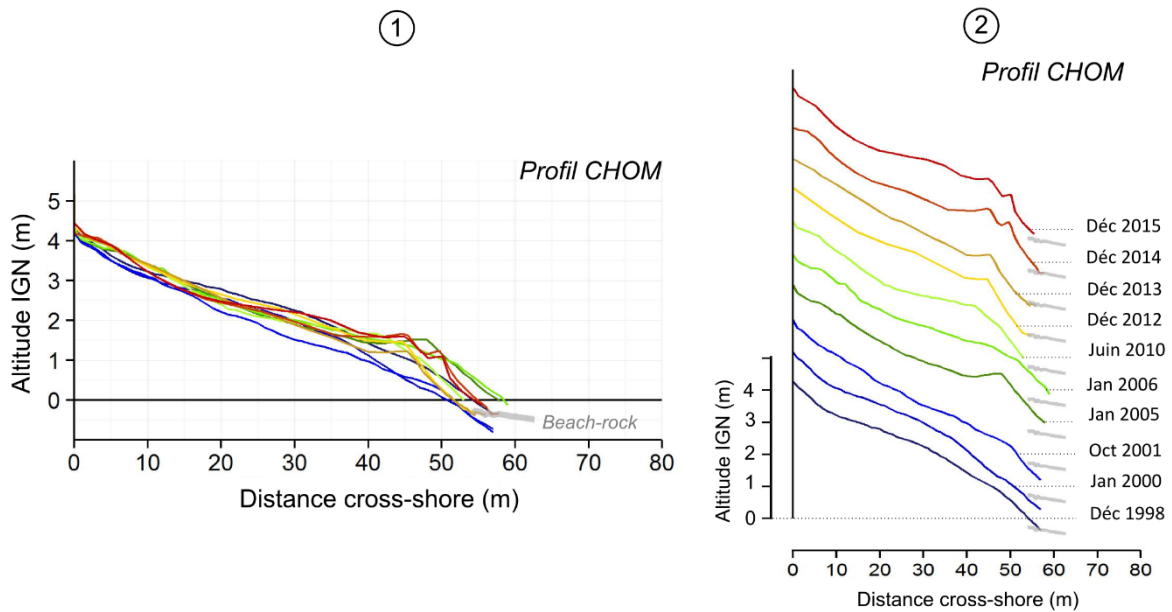 1
2
Profil CHOM
Altitude IGN (m)
5
4
3
2
1
0
Beach-rock
0 10 20 30 40 50 60 70 80
Distance cross-shore (m)
Profil CHOM
Déc 2015
Déc 2014
Déc 2013
Déc 2012
Juin 2010
Jan 2006
Jan 2005
Oct 2001
Jan 2000
Déc 1998
Altitude IGN (m)
4
3
2
1
0
0 10 20 30 40 50 60 70 80
Distance cross-shore (m)